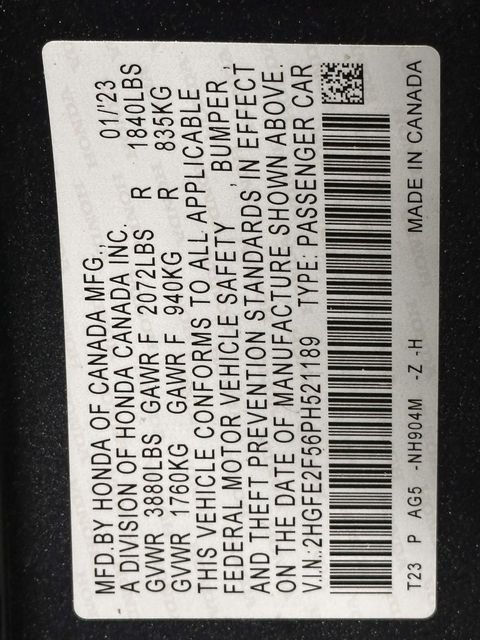 MFD.BY HONDA OF CANADA MFG., 01/'23
A DIVISION OF HONDA CANADA INC.
GVWR 3880LBS GAWR F 2072LBS R 1840LBS
GVWR 1760KG GAWR F 940KG R 835KG
THIS VEHICLE CONFORMS TO ALL APPLICABLE
FEDERAL MOTOR VEHICLE SAFETY, BUMPER,
AND THEFT PREVENTION STANDARDS, IN EFFECT
ON THE DATE OF MANUFACTURE SHOWN ABOVE.
V.I.N.:2HGFE2F56PH521189 TYPE: PASSENGER CAR
T23 P AG5 -NH904M -Z -H MADE IN CANADA